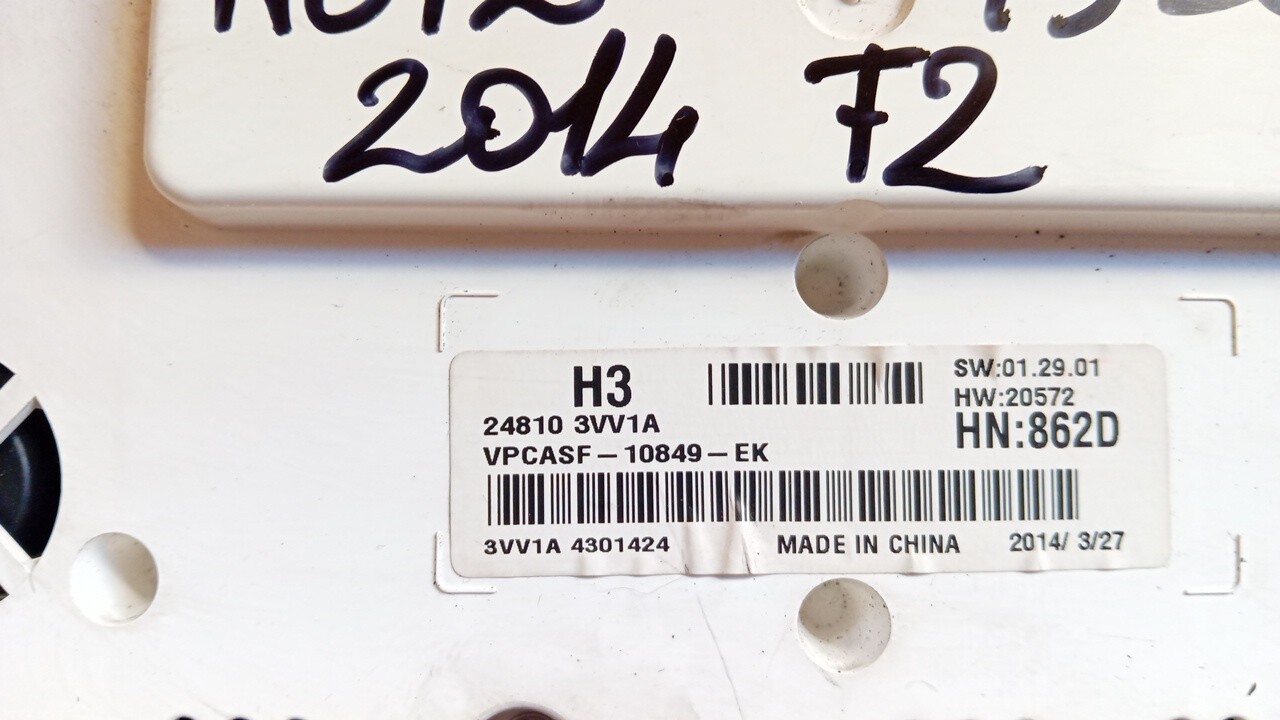 2014 F2
H3
SW:01.29.01
HW:20572
24810 3VV1A
HN:862D
VPCASF-10849-EK
3VV1A 4301424 MADE IN CHINA 2014/ 3/27